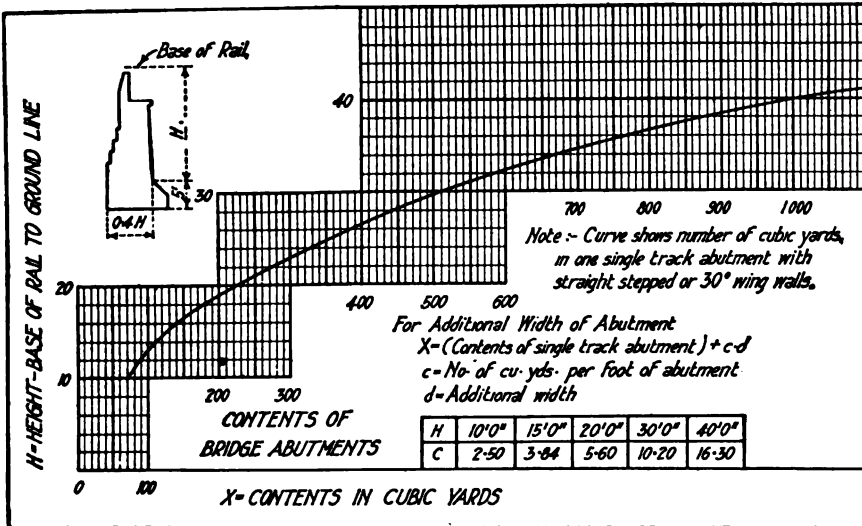 Base of Rail
H.
5'
0.4 H
H=HEIGHT-BASE OF RAIL TO GROUND LINE
40
30
20
10
0
100
200
300
400
500
600
700
800
900
1000
Note :- Curve shows number of cubic yards,
in one single track abutment with
straight stepped or 30° wing walls.
For Additional Width of Abutment
X=(Contents of single track abutment)+c·d
c=No· of cu· yds· per foot of abutment
d=Additional width
CONTENTS OF
BRIDGE ABUTMENTS
H 10'0" 15'0" 20'0" 30'0" 40'0"
C 2·50 3·84 5·60 10·20 16·30
X=CONTENTS IN CUBIC YARDS